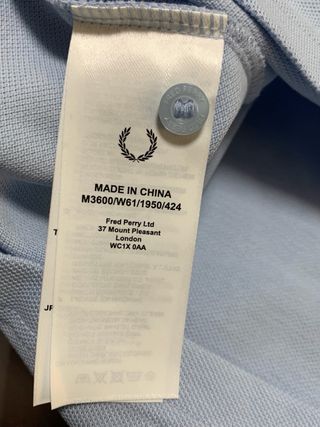 MADE IN CHINA
M3600/W61/1950/424
Fred Perry Ltd
37 Mount Pleasant
London
WC1X 0AA